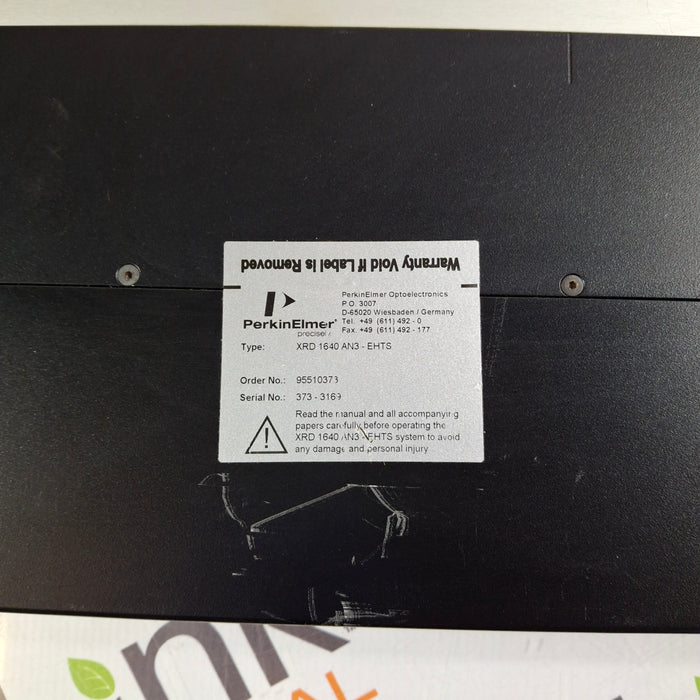 Warranty Void If Label Is Removed
PerkinElmer®
precisely.
PerkinElmer Optoelectronics
P.O. 3007
D-65020 Wiesbaden / Germany
Tel. +49 (611) 492 - 0
Fax. +49 (611) 492 - 177
Type: XRD 1640 AN3 - EHTS
Order No.: 95510373
Serial No.: 373 - 3169
Read the manual and all accompanying
papers carefully before operating the
XRD 1640 AN3 - EHTS system to avoid
any damage and personal injury